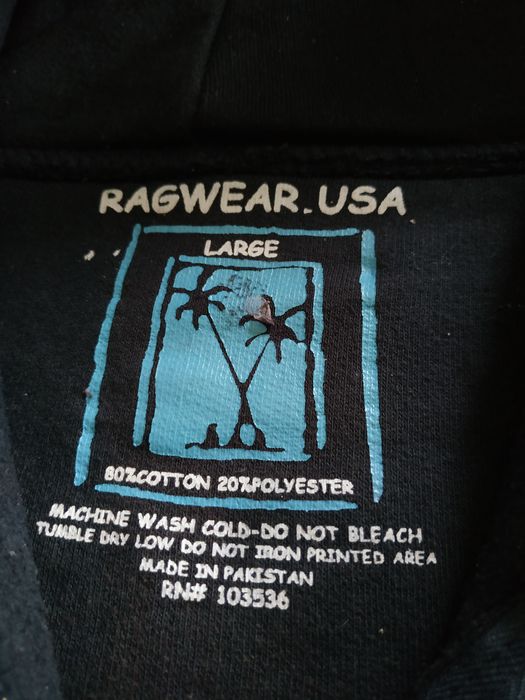 RAGWEAR.USA
LARGE
80%COTTON 20%POLYESTER
MACHINE WASH COLD-DO NOT BLEACH
TUMBLE DRY LOW DO NOT IRON PRINTED AREA
MADE IN PAKISTAN
RN# 103536